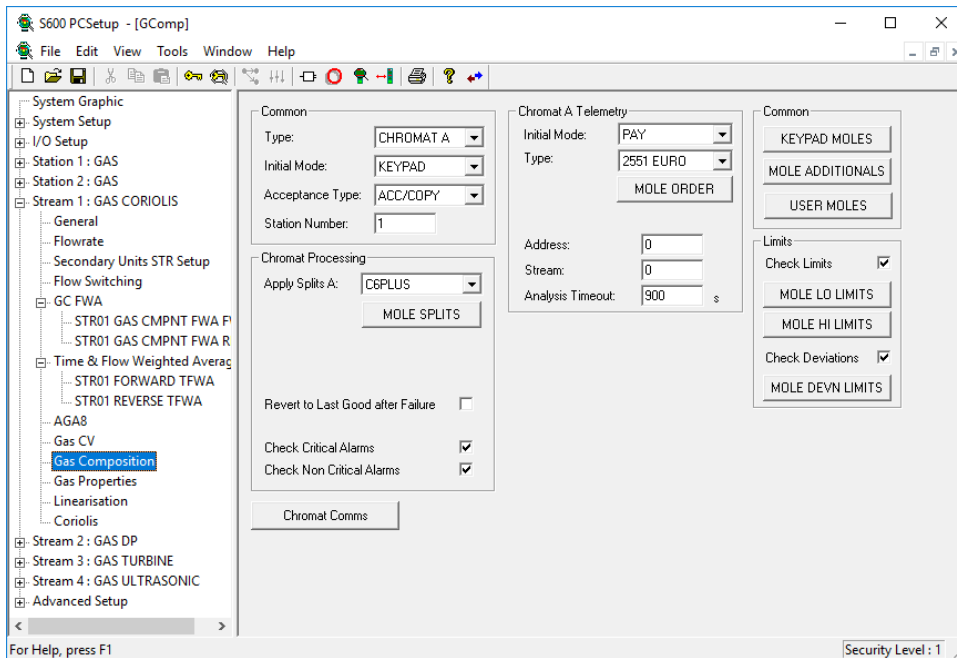 S600 PCSetup - [GComp]
File Edit View Tools Window Help
System Graphic
System Setup
I/O Setup
Station 1 : GAS
Station 2 : GAS
Stream 1 : GAS CORIOLIS
General
Flowrate
Secondary Units STR Setup
Flow Switching
GC FWA
STR01 GAS CMPNT FWA F
STR01 GAS CMPNT FWA R
Time & Flow Weighted Averag
STR01 FORWARD TFWA
STR01 REVERSE TFWA
AGA8
Gas CV
Gas Composition
Gas Properties
Linearisation
Coriolis
Stream 2 : GAS DP
Stream 3 : GAS TURBINE
Stream 4 : GAS ULTRASONIC
Advanced Setup
Common
Type: CHROMAT A
Initial Mode: KEYPAD
Acceptance Type: ACC/COPY
Station Number: 1
Chromat Processing
Apply Splits A: C6PLUS
MOLE SPLITS
Revert to Last Good after Failure
Check Critical Alarms
Check Non Critical Alarms
Chromat Comms
Chromat A Telemetry
Initial Mode: PAY
Type: 2551 EURO
MOLE ORDER
Address: 0
Stream: 0
Analysis Timeout: 900 s
Common
KEYPAD MOLES
MOLE ADDITIONALS
USER MOLES
Limits
Check Limits
MOLE LO LIMITS
MOLE HI LIMITS
Check Deviations
MOLE DEVN LIMITS
For Help, press F1
Security Level : 1